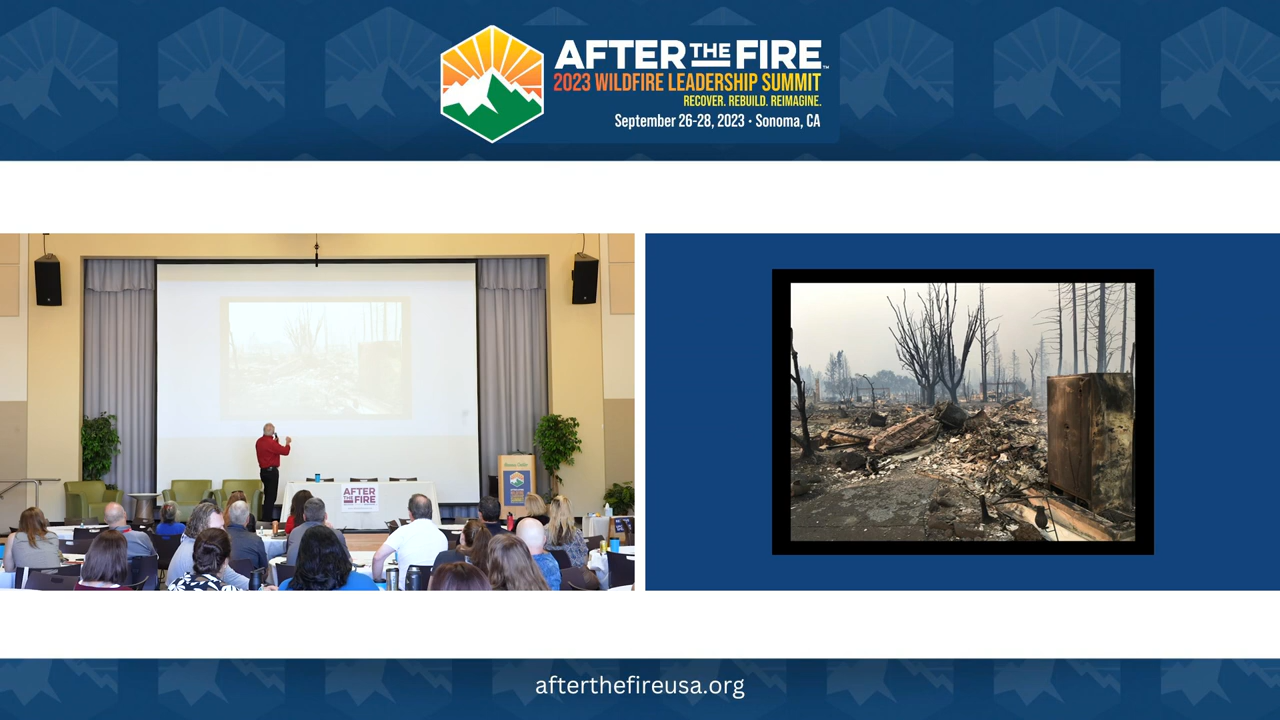 AFTER THE FIRE™
2023 WILDFIRE LEADERSHIP SUMMIT
RECOVER. REBUILD. REIMAGINE.
September 26-28, 2023 • Sonoma, CA
AFTER
THE FIRE
afterthefireusa.org